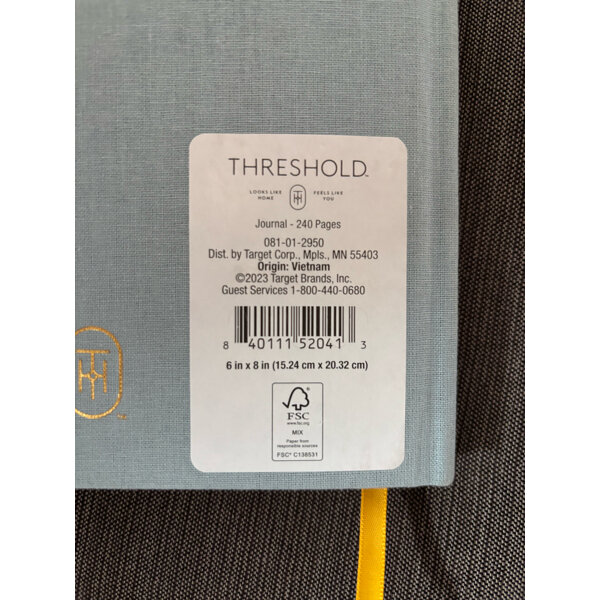 THRESHOLD™
LOOKS LIKE HOME
FEELS LIKE YOU
Journal - 240 Pages
081-01-2950
Dist. by Target Corp., Mpls., MN 55403
Origin: Vietnam
©2023 Target Brands, Inc.
Guest Services 1-800-440-0680
8 40111 52041 3
6 in x 8 in (15.24 cm x 20.32 cm)
FSC
www.fsc.org
MIX
Paper from
responsible sources
FSC® C138531
TH™